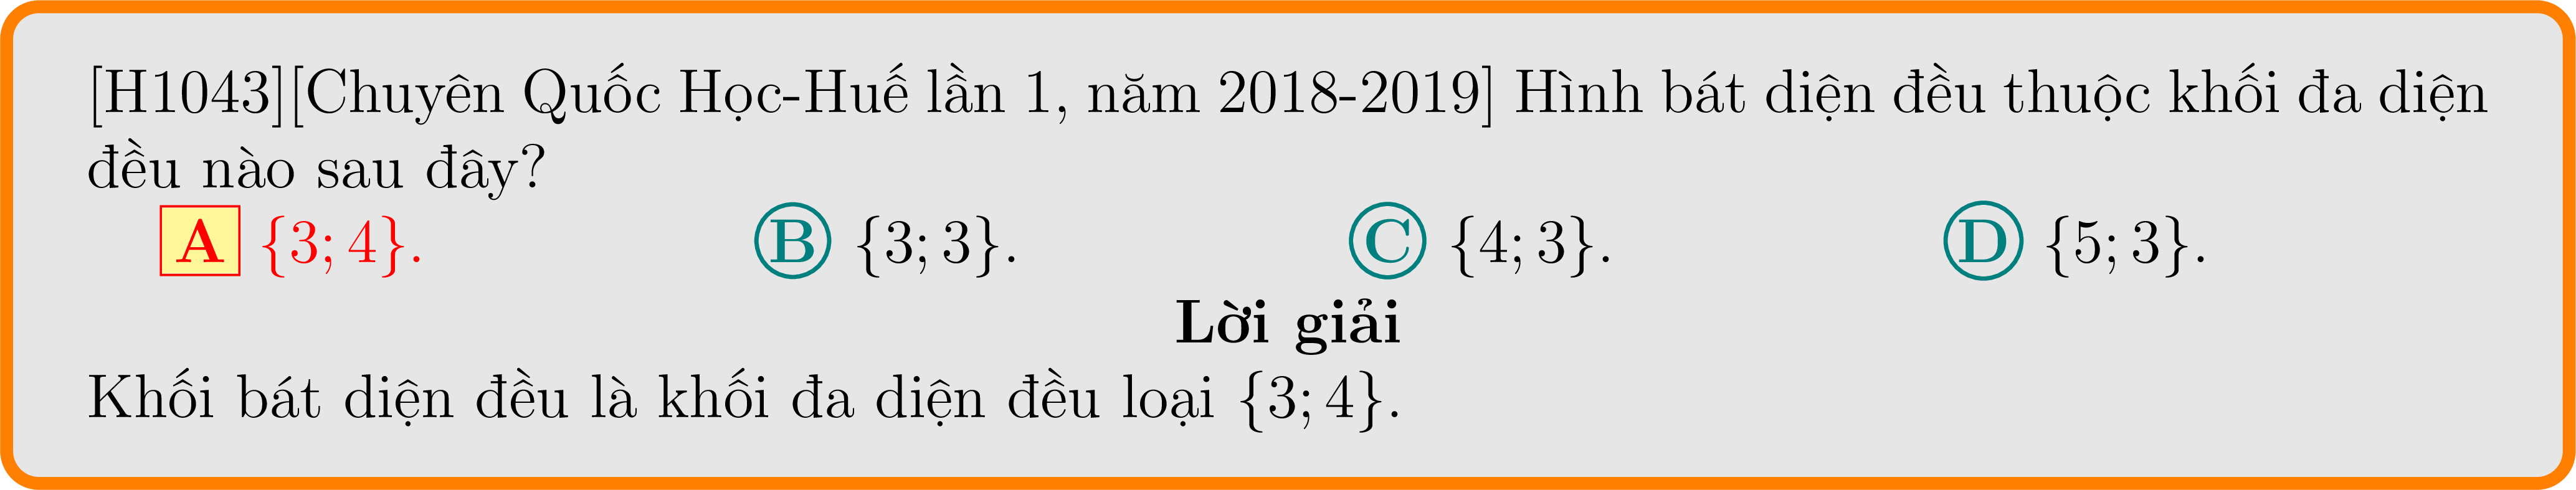 [H1043][Chuyên Quốc Học-Huế lần 1, năm 2018-2019] Hình bát diện đều thuộc khối đa diện
đều nào sau đây?
A {3; 4}. B {3; 3}. C {4; 3}. D {5; 3}.
Lời giải
Khối bát diện đều là khối đa diện đều loại {3; 4}.